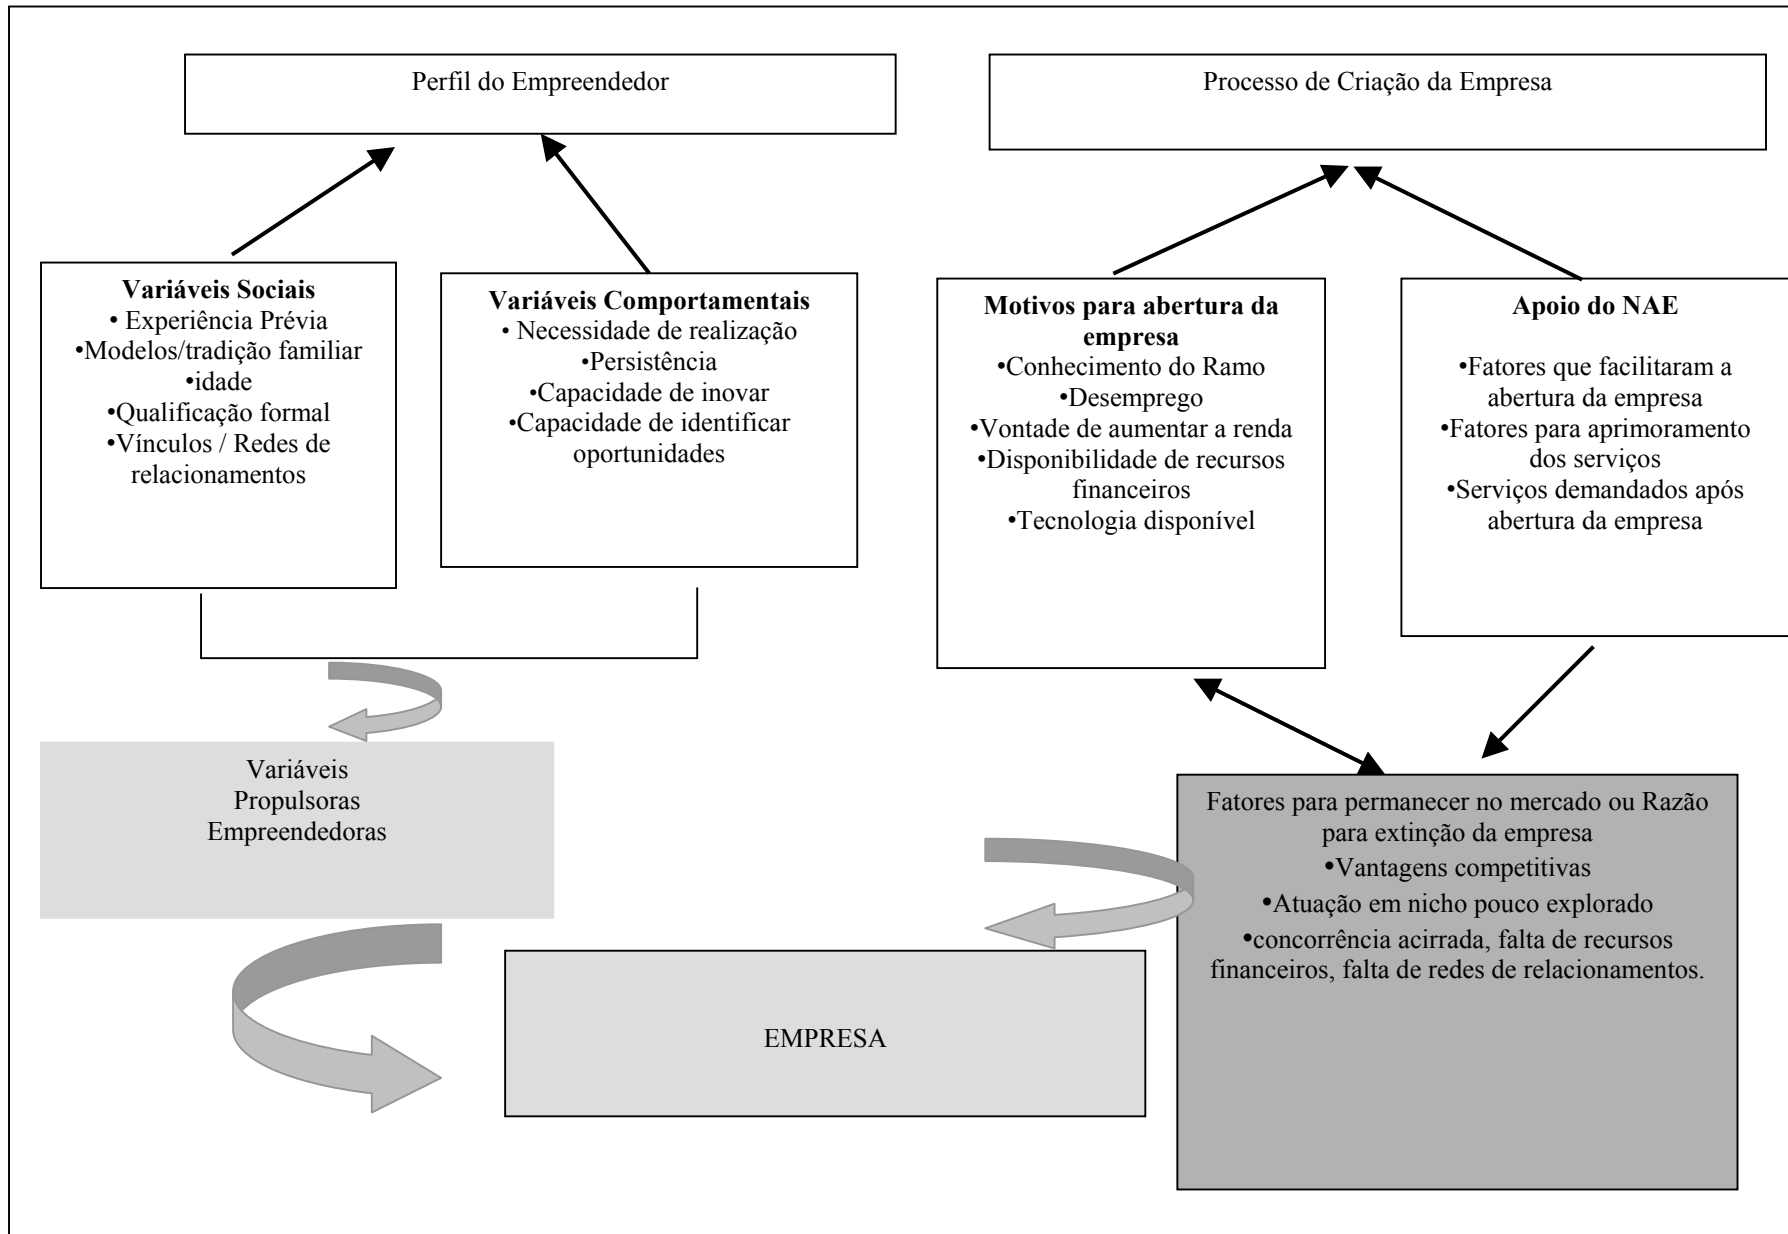 Perfil do Empreendedor
Processo de Criação da Empresa
Variáveis Sociais
• Experiência Prévia
•Modelos/tradição familiar
•idade
•Qualificação formal
•Vínculos / Redes de
relacionamentos
Variáveis Comportamentais
• Necessidade de realização
•Persistência
•Capacidade de inovar
•Capacidade de identificar
oportunidades
Motivos para abertura da
empresa
•Conhecimento do Ramo
•Desemprego
•Vontade de aumentar a renda
•Disponibilidade de recursos
financeiros
•Tecnologia disponível
Apoio do NAE
•Fatores que facilitaram a
abertura da empresa
•Fatores para aprimoramento
dos serviços
•Serviços demandados após
abertura da empresa
Variáveis
Propulsoras
Empreendedoras
Fatores para permanecer no mercado ou Razão
para extinção da empresa
•Vantagens competitivas
•Atuação em nicho pouco explorado
•concorrência acirrada, falta de recursos
financeiros, falta de redes de relacionamentos.
EMPRESA